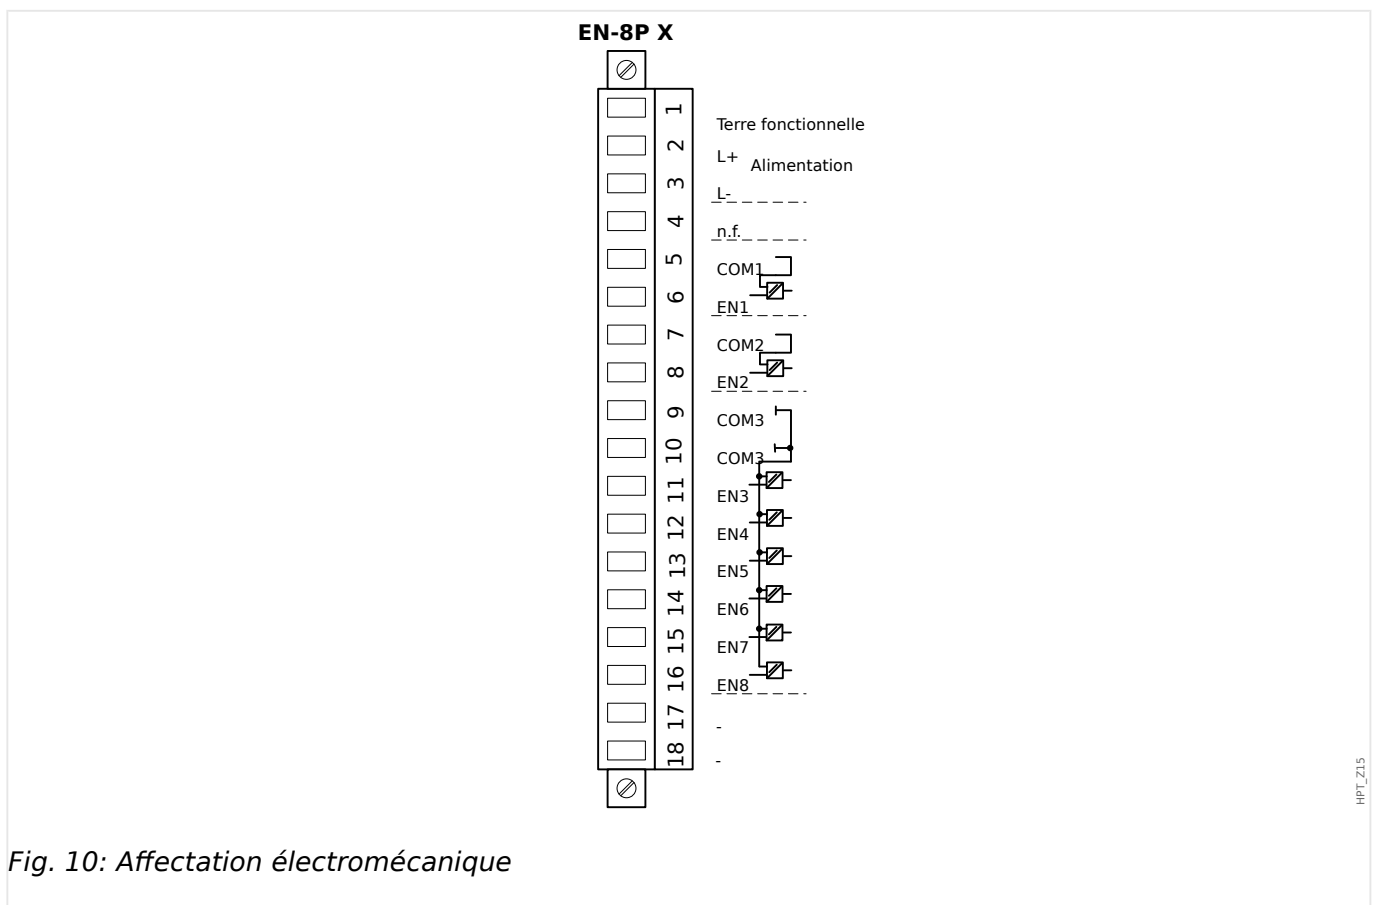 EN-8P X
1
Terre fonctionnelle
2
L+ Alimentation
3
L-
4
n.f.
5
COM1
6
EN1
7
COM2
8
EN2
9
COM3
10
COM3
11
EN3
12
EN4
13
EN5
14
EN6
15
EN7
16
EN8
17
-
18
-
HPT_Z15
Fig. 10: Affectation électromécanique